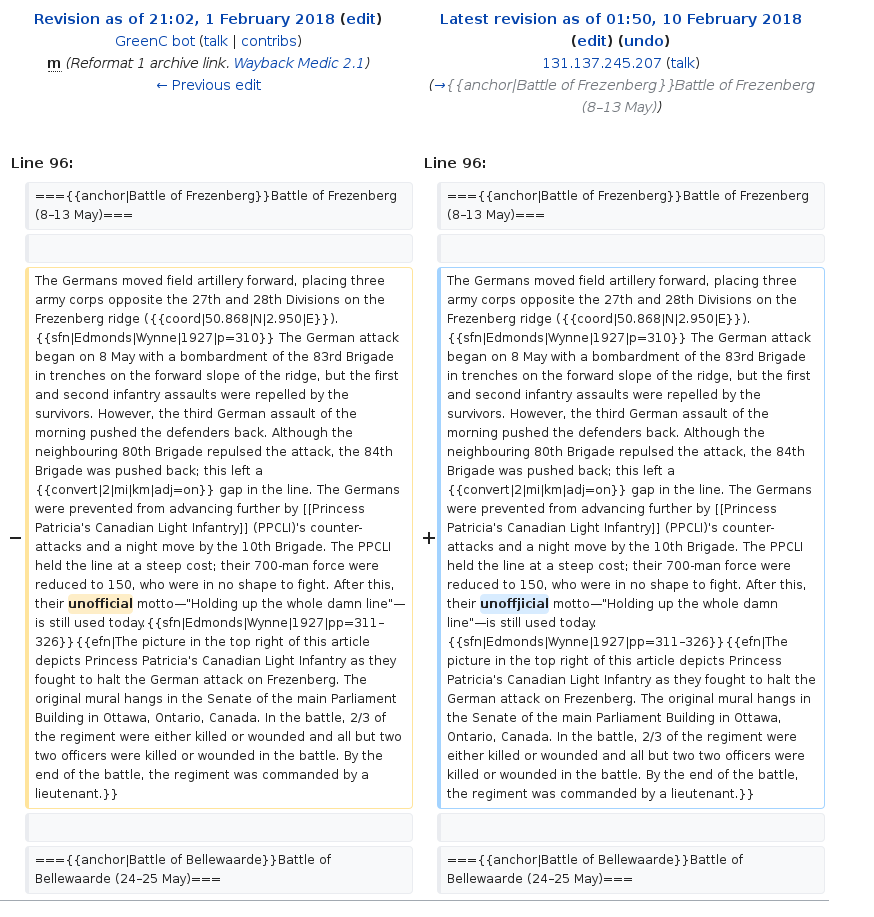 Revision as of 21:02, 1 February 2018 (edit)
GreenC bot (talk | contribs)
m (Reformat 1 archive link. Wayback Medic 2.1)
← Previous edit
Latest revision as of 01:50, 10 February 2018
(edit) (undo)
131.137.245.207 (talk)
(→{{anchor|Battle of Frezenberg}}Battle of Frezenberg
(8–13 May))
Line 96:
===​{{anchor|Battle of Frezenberg}}Battle of Frezenberg
(8–13 May)===
The Germans moved field artillery forward, placing three
army corps opposite the 27th and 28th Divisions on the
Frezenberg ridge ({{coord|50.868|N|2.950|E}}).
{{sfn|Edmonds|Wynne|1927|p=310}} The German attack
began on 8 May with a bombardment of the 83rd Brigade
in trenches on the forward slope of the ridge, but the first
and second infantry assaults were repelled by the
survivors. However, the third German assault of the
morning pushed the defenders back. Although the
neighbouring 80th Brigade repulsed the attack, the 84th
Brigade was pushed back; this left a
{{convert|2|mi|km|adj=on}} gap in the line. The Germans
were prevented from advancing further by [[Princess
Patricia's Canadian Light Infantry]] (PPCLI)'s counter-
attacks and a night move by the 10th Brigade. The PPCLI
held the line at a steep cost; their 700-man force were
reduced to 150, who were in no shape to fight. After this,
− their unofficial motto—"Holding up the whole damn line"—
is still used today.{{sfn|Edmonds|Wynne|1927|pp=311–
326}}{{efn|The picture in the top right of this article
depicts Princess Patricia's Canadian Light Infantry as they
fought to halt the German attack on Frezenberg. The
original mural hangs in the Senate of the main Parliament
Building in Ottawa, Ontario, Canada. In the battle, 2/3 of
the regiment were either killed or wounded and all but two
two officers were killed or wounded in the battle. By the
end of the battle, the regiment was commanded by a
lieutenant.}}
===​{{anchor|Battle of Bellewaarde}}Battle of
Bellewaarde (24–25 May)===
Line 96:
===​{{anchor|Battle of Frezenberg}}Battle of Frezenberg
(8–13 May)===
The Germans moved field artillery forward, placing three
army corps opposite the 27th and 28th Divisions on the
Frezenberg ridge ({{coord|50.868|N|2.950|E}}).
{{sfn|Edmonds|Wynne|1927|p=310}} The German attack
began on 8 May with a bombardment of the 83rd Brigade
in trenches on the forward slope of the ridge, but the first
and second infantry assaults were repelled by the
survivors. However, the third German assault of the
morning pushed the defenders back. Although the
neighbouring 80th Brigade repulsed the attack, the 84th
Brigade was pushed back; this left a
{{convert|2|mi|km|adj=on}} gap in the line. The Germans
were prevented from advancing further by [[Princess
Patricia's Canadian Light Infantry]] (PPCLI)'s counter-
+ attacks and a night move by the 10th Brigade. The PPCLI
held the line at a steep cost; their 700-man force were
reduced to 150, who were in no shape to fight. After this,
their unoffjicial motto—"Holding up the whole damn
line"—is still used today.
{{sfn|Edmonds|Wynne|1927|pp=311–326}}{{efn|The
picture in the top right of this article depicts Princess
Patricia's Canadian Light Infantry as they fought to halt the
German attack on Frezenberg. The original mural hangs in
the Senate of the main Parliament Building in Ottawa,
Ontario, Canada. In the battle, 2/3 of the regiment were
either killed or wounded and all but two two officers were
killed or wounded in the battle. By the end of the battle,
the regiment was commanded by a lieutenant.}}
===​{{anchor|Battle of Bellewaarde}}Battle of
Bellewaarde (24–25 May)===